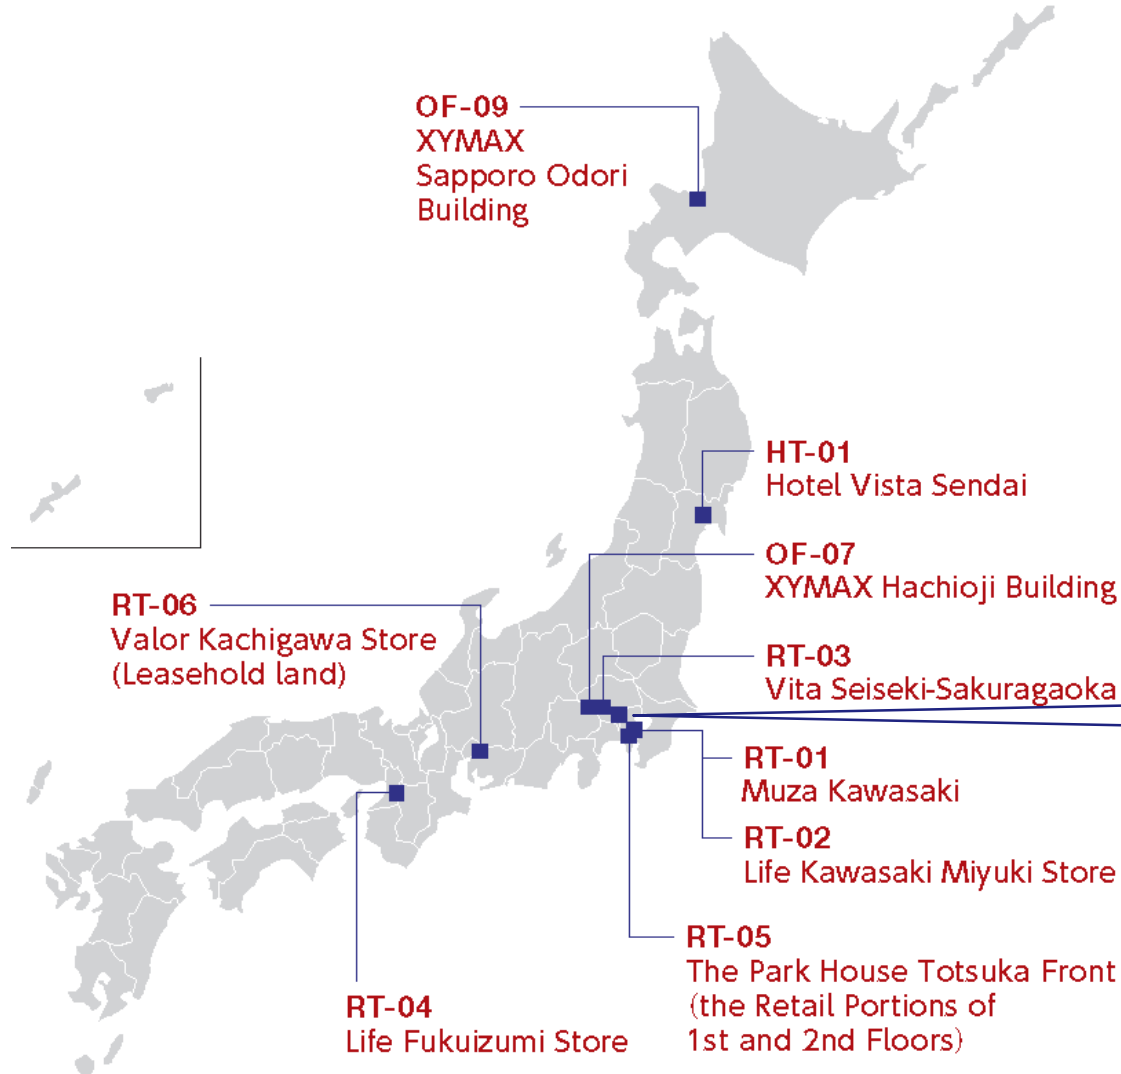 OF-09
XYMAX
Sapporo Odori
Building
HT-01
Hotel Vista Sendai
OF-07
XYMAX Hachioji Building
RT-06
Valor Kachigawa Store
(Leasehold land)
RT-03
Vita Seiseki-Sakuragaoka
RT-01
Muza Kawasaki
RT-02
Life Kawasaki Miyuki Store
RT-05
The Park House Totsuka Front
(the Retail Portions of
1st and 2nd Floors)
RT-04
Life Fukuizumi Store